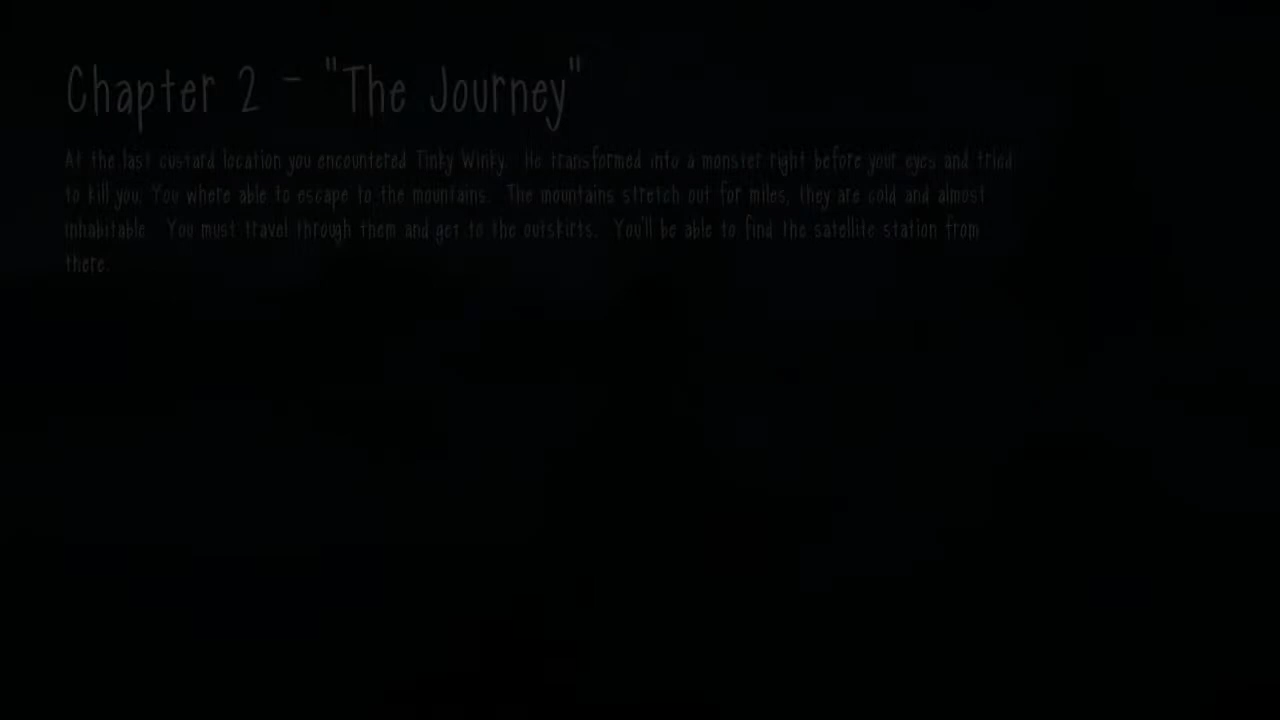 Chapter 2 - "The Journey"
At the last custard location you encountered Tinky Winky. He transformed into a monster right before your eyes and tried
to kill you. You where able to escape to the mountains. The mountains stretch out for miles, they are cold and almost
inhabitable. You must travel through them and get to the outskirts. You'll be able to find the satellite station from
there.